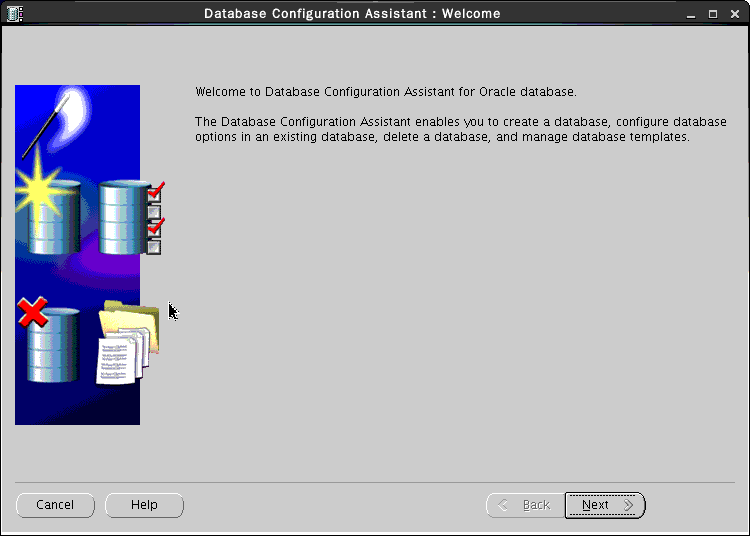 Database Configuration Assistant : Welcome
Welcome to Database Configuration Assistant for Oracle database.
The Database Configuration Assistant enables you to create a database, configure database
options in an existing database, delete a database, and manage database templates.
Cancel
Help
Back
Next